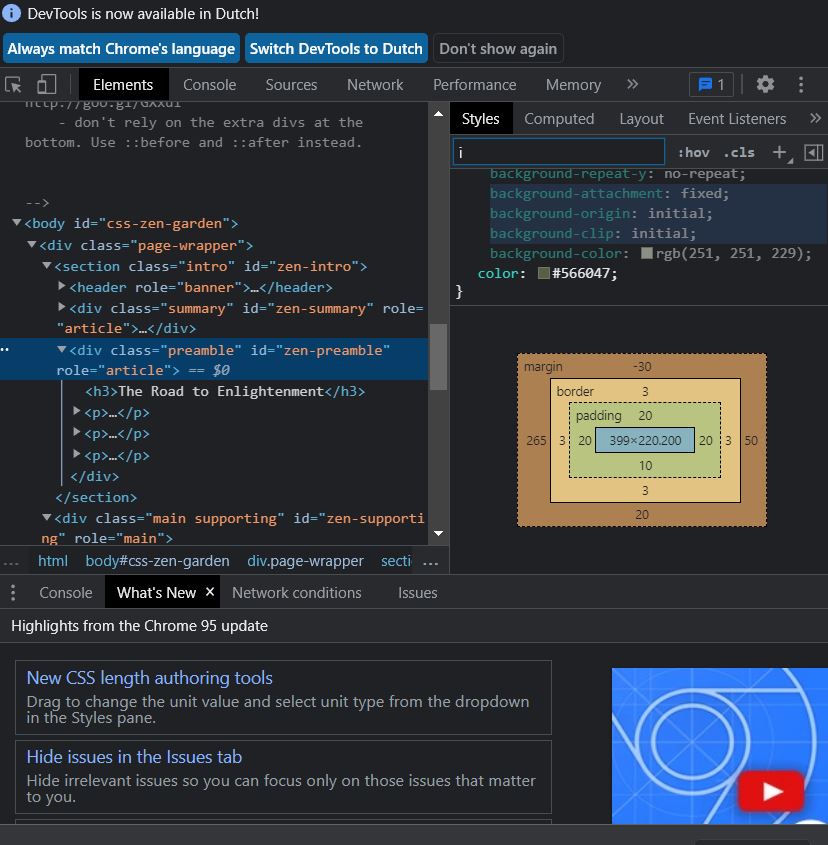 DevTools is now available in Dutch!
Always match Chrome's language Switch DevTools to Dutch Don't show again
Elements Console Sources Network Performance Memory » 1
http://goo.gl/GXxdT
- don't rely on the extra divs at the
bottom. Use ::before and ::after instead.
-->
<body id="css-zen-garden">
<div class="page-wrapper">
<section class="intro" id="zen-intro">
<header role="banner">…</header>
<div class="summary" id="zen-summary" role=
"article">…</div>
<div class="preamble" id="zen-preamble"
role="article"> == $0
<h3>The Road to Enlightenment</h3>
<p>…</p>
<p>…</p>
<p>…</p>
</div>
</section>
<div class="main supporting" id="zen-supporti
ng" role="main">
... html body#css-zen-garden div.page-wrapper secti ...
Styles Computed Layout Event Listeners »
i :hov .cls +
background-repeat-y: no-repeat;
background-attachment: fixed;
background-origin: initial;
background-clip: initial;
background-color: rgb(251, 251, 229);
color: #566047;
}
margin -30
border 3
padding 20
265 3 20 399×220.200 20 3 50
10
3
20
Console What's New × Network conditions Issues
Highlights from the Chrome 95 update
New CSS length authoring tools
Drag to change the unit value and select unit type from the dropdown
in the Styles pane.
Hide issues in the Issues tab
Hide irrelevant issues so you can focus only on those issues that matter
to you.